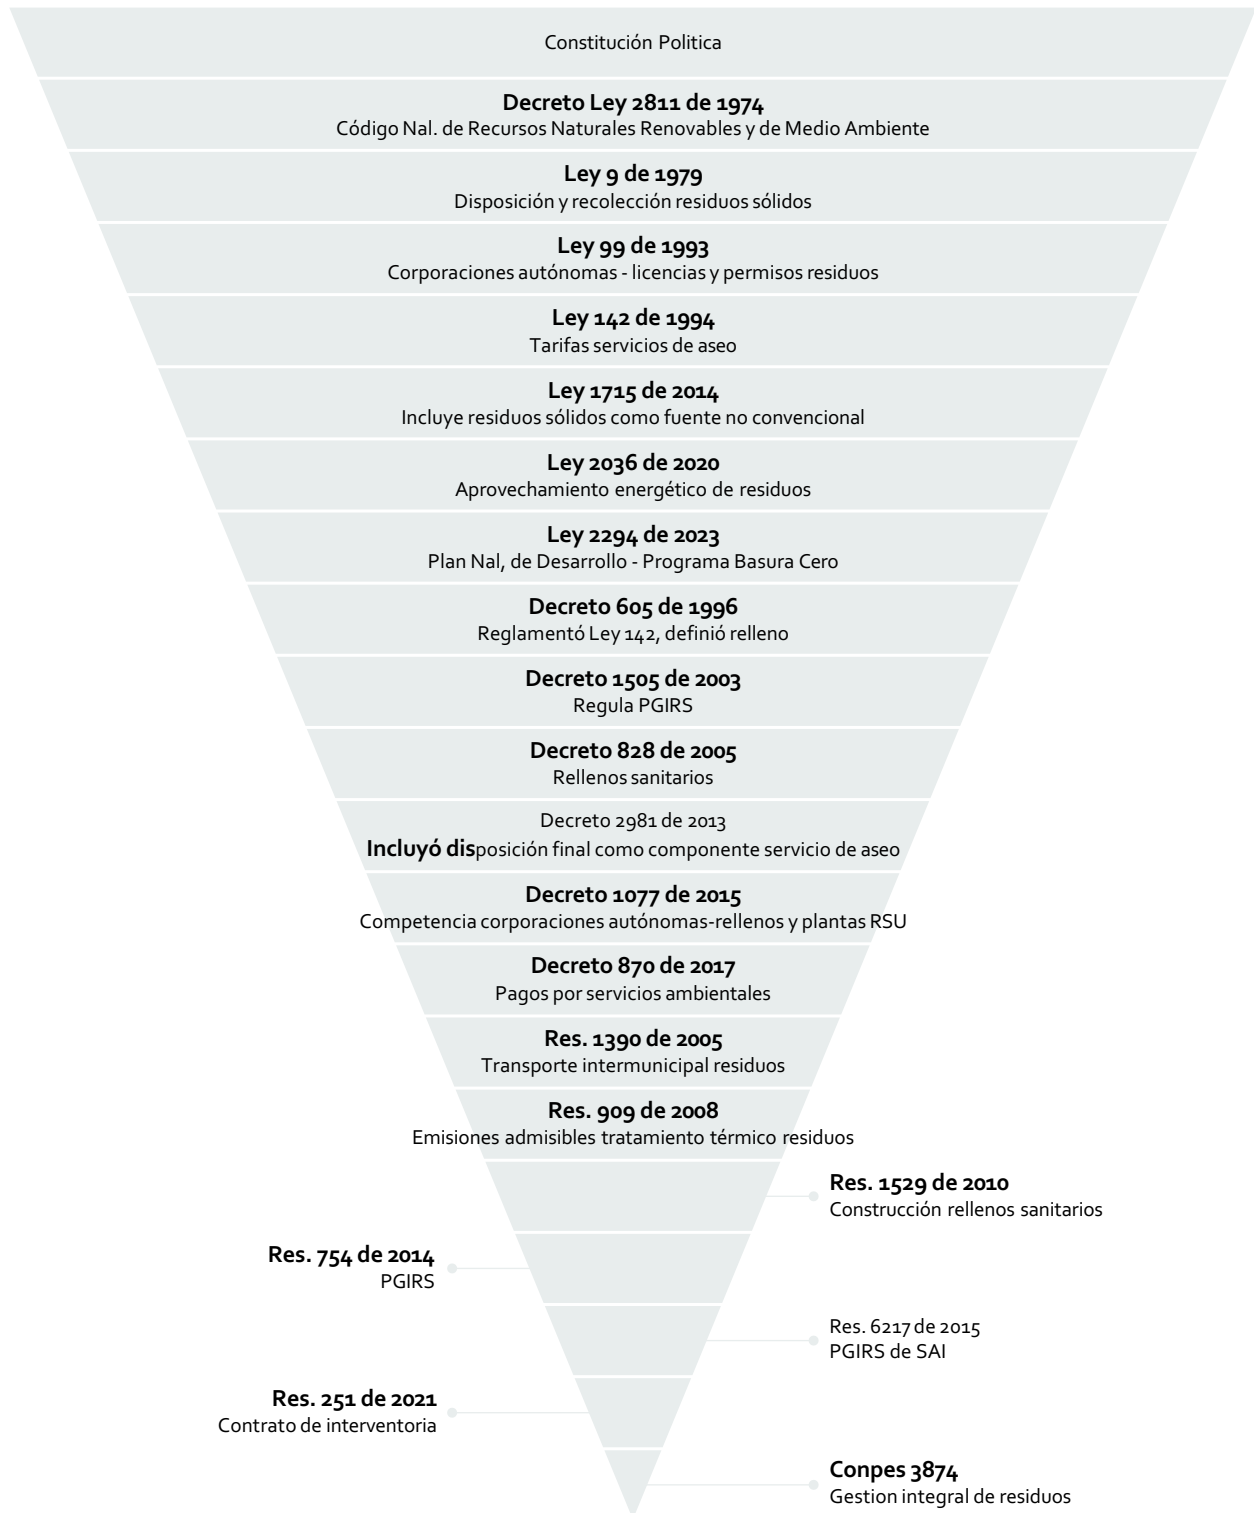 Constitución Politica
Decreto Ley 2811 de 1974
Código Nal. de Recursos Naturales Renovables y de Medio Ambiente
Ley 9 de 1979
Disposición y recolección residuos sólidos
Ley 99 de 1993
Corporaciones autónomas - licencias y permisos residuos
Ley 142 de 1994
Tarifas servicios de aseo
Ley 1715 de 2014
Incluye residuos sólidos como fuente no convencional
Ley 2036 de 2020
Aprovechamiento energético de residuos
Ley 2294 de 2023
Plan Nal, de Desarrollo - Programa Basura Cero
Decreto 605 de 1996
Reglamentó Ley 142, definió relleno
Decreto 1505 de 2003
Regula PGIRS
Decreto 828 de 2005
Rellenos sanitarios
Decreto 2981 de 2013
Incluyó disposición final como componente servicio de aseo
Decreto 1077 de 2015
Competencia corporaciones autónomas-rellenos y plantas RSU
Decreto 870 de 2017
Pagos por servicios ambientales
Res. 1390 de 2005
Transporte intermunicipal residuos
Res. 909 de 2008
Emisiones admisibles tratamiento térmico residuos
Res. 1529 de 2010
Construcción rellenos sanitarios
Res. 754 de 2014
PGIRS
Res. 6217 de 2015
PGIRS de SAI
Res. 251 de 2021
Contrato de interventoria
Conpes 3874
Gestion integral de residuos